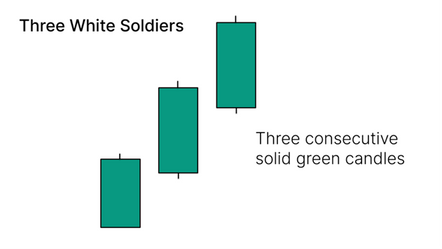 Three White Soldiers
Three consecutive
solid green candles